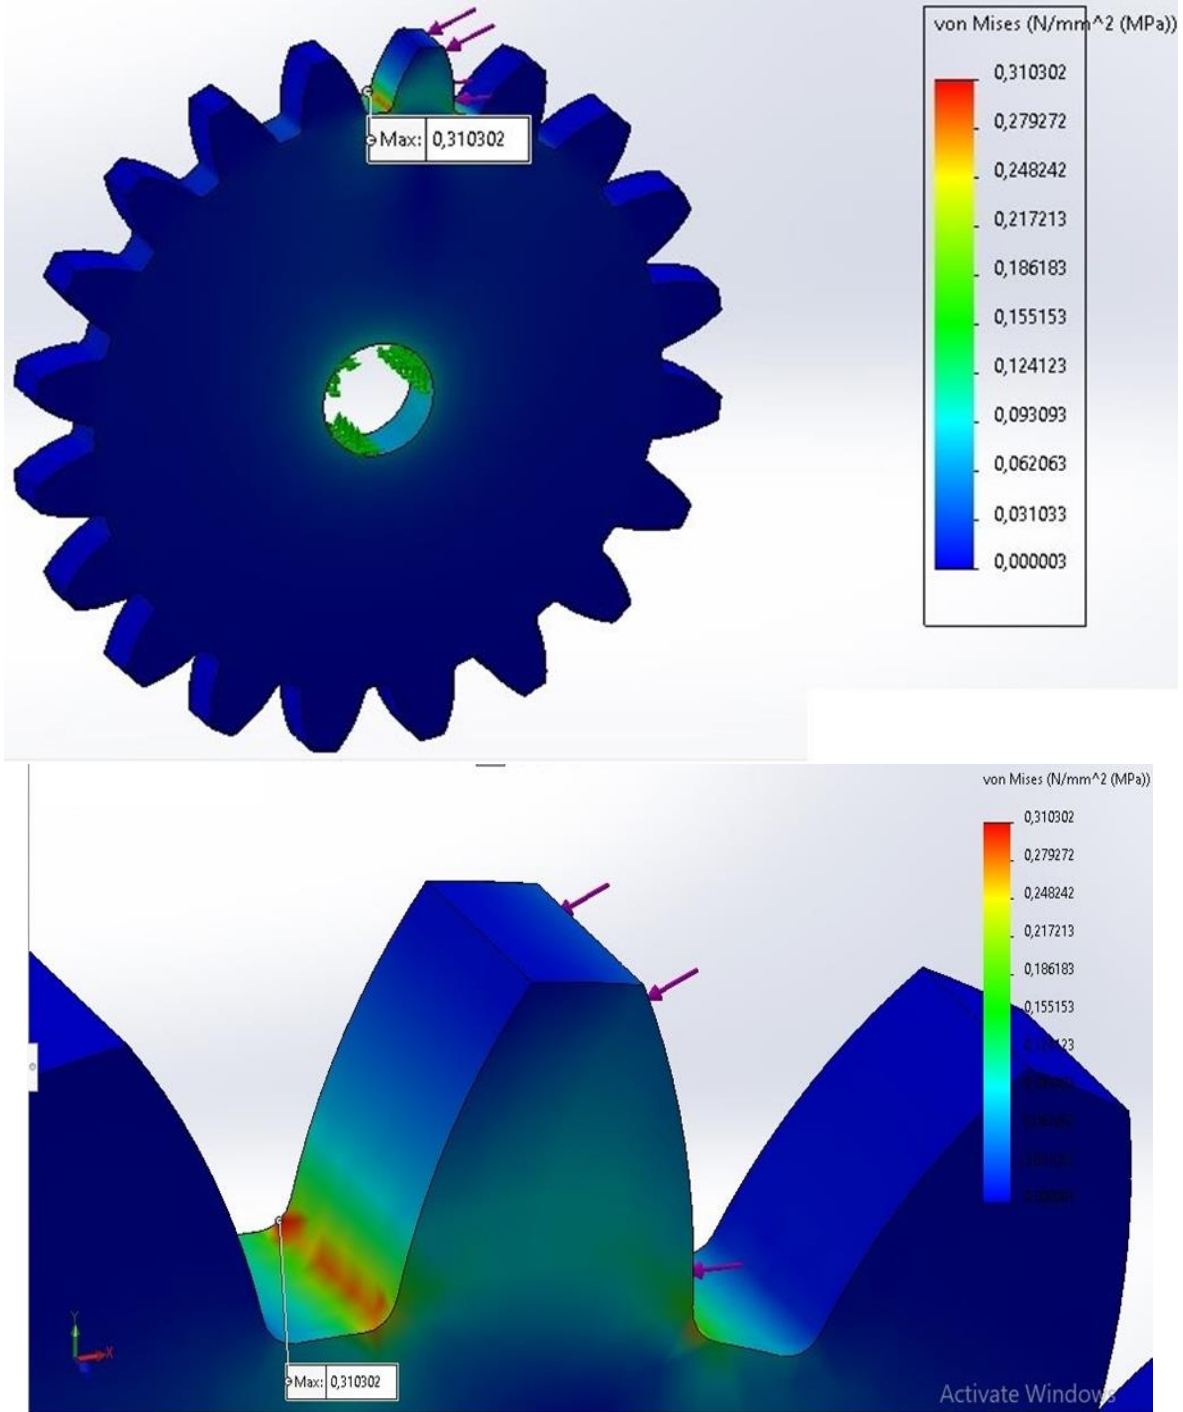 von Mises (N/mm^2 (MPa))
0,310302
0,279272
0,248242
0,217213
0,186183
0,155153
0,124123
0,093093
0,062063
0,031033
0,000003
Max: 0,310302
von Mises (N/mm^2 (MPa))
0,310302
0,279272
0,248242
0,217213
0,186183
0,155153
Max: 0,310302
Y
X
Activate Windows